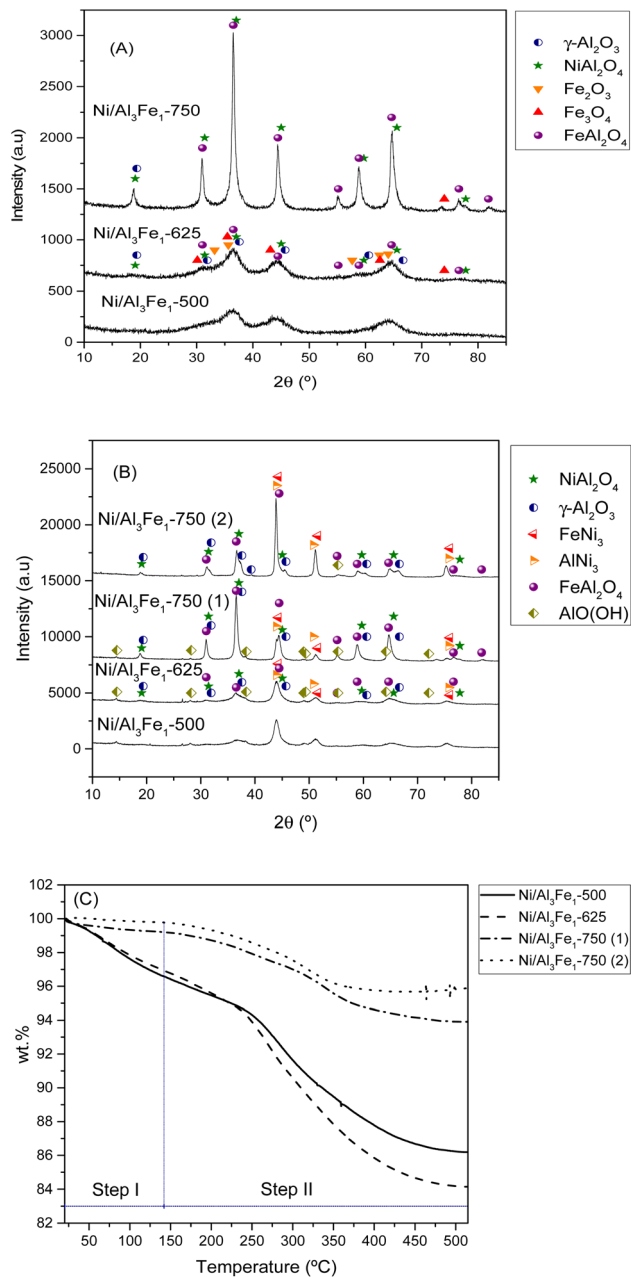 (A)
Ni/Al₃Fe₁-750
Ni/Al₃Fe₁-625
Ni/Al₃Fe₁-500
Intensity (a.u)
0
500
1000
1500
2000
2500
3000
10 20 30 40 50 60 70 80
2θ (º)
γ-Al₂O₃
NiAl₂O₄
Fe₂O₃
Fe₃O₄
FeAl₂O₄
(B)
Ni/Al₃Fe₁-750 (2)
Ni/Al₃Fe₁-750 (1)
Ni/Al₃Fe₁-625
Ni/Al₃Fe₁-500
Intensity (a.u)
0
5000
10000
15000
20000
25000
10 20 30 40 50 60 70 80
2θ (º)
NiAl₂O₄
γ-Al₂O₃
FeNi₃
AlNi₃
FeAl₂O₄
AlO(OH)
(C)
Ni/Al₃Fe₁-500
Ni/Al₃Fe₁-625
Ni/Al₃Fe₁-750 (1)
Ni/Al₃Fe₁-750 (2)
wt.%
102
100
98
96
94
92
90
88
86
84
82
Step I
Step II
50 100 150 200 250 300 350 400 450 500
Temperature (ºC)